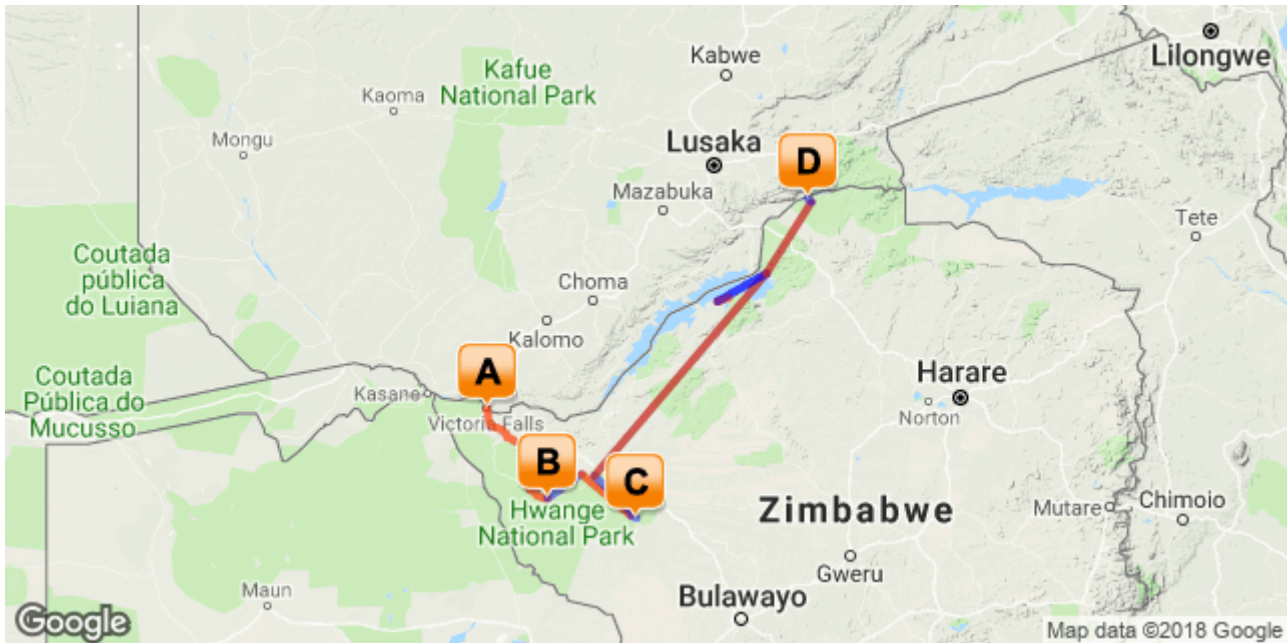 Lilongwe
Kabwe
Kafue
National Park
Kaoma
Mongu
Lusaka
D
Mazabuka
Tete
Coutada
pública
do Luiana
Choma
Kalomo
A
Coutada
Pública do
Mucusso
Kasane
Harare
Norton
Victoria Falls
B
C
Hwange
National Park
Zimbabwe
Mutare
Chimoio
Gweru
Maun
Bulawayo
Google
Map data ©2018 Google